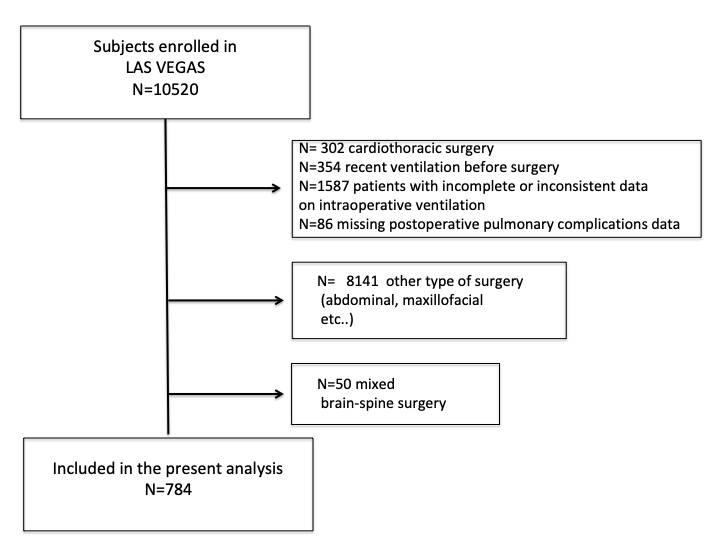 Subjects enrolled in
LAS VEGAS
N=10520
N= 302 cardiothoracic surgery
N=354 recent ventilation before surgery
N=1587 patients with incomplete or inconsistent data
on intraoperative ventilation
N=86 missing postoperative pulmonary complications data
N= 8141 other type of surgery
(abdominal, maxillofacial
etc..)
N=50 mixed
brain-spine surgery
Included in the present analysis
N=784